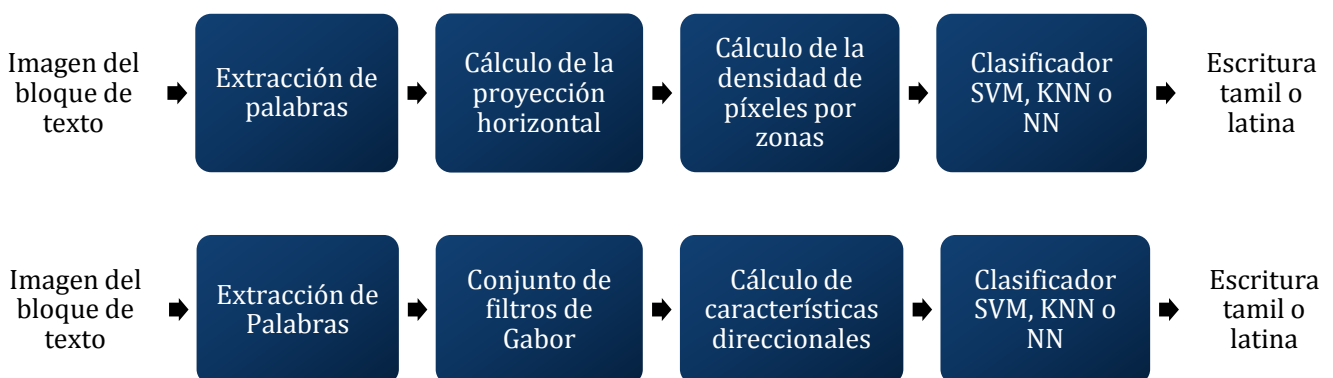 Imagen del
bloque de
texto
Extracción de
palabras
Cálculo de la
proyección
horizontal
Cálculo de la
densidad de
píxeles por
zonas
Clasificador
SVM, KNN o
NN
Escritura
tamil o
latina
Imagen del
bloque de
texto
Extracción de
Palabras
Conjunto de
filtros de
Gabor
Cálculo de
características
direccionales
Clasificador
SVM, KNN o
NN
Escritura
tamil o
latina